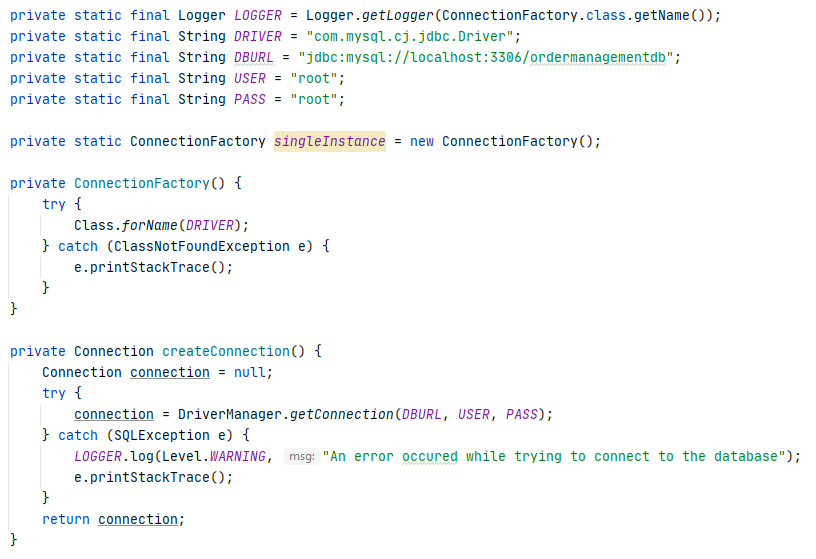 private static final Logger LOGGER = Logger.getLogger(ConnectionFactory.class.getName());
private static final String DRIVER = "com.mysql.cj.jdbc.Driver";
private static final String DBURL = "jdbc:mysql://localhost:3306/ordermanagementdb";
private static final String USER = "root";
private static final String PASS = "root";

private static ConnectionFactory singleInstance = new ConnectionFactory();

private ConnectionFactory() {
    try {
        Class.forName(DRIVER);
    } catch (ClassNotFoundException e) {
        e.printStackTrace();
    }
}

private Connection createConnection() {
    Connection connection = null;
    try {
        connection = DriverManager.getConnection(DBURL, USER, PASS);
    } catch (SQLException e) {
        LOGGER.log(Level.WARNING, msg: "An error occured while trying to connect to the database");
        e.printStackTrace();
    }
    return connection;
}